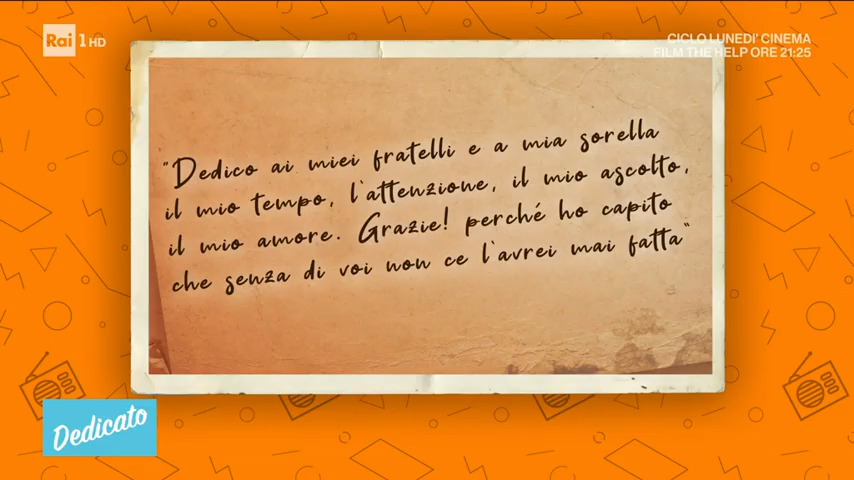 Rai 1 HD
CICLO LUNEDI' CINEMA
FILM THE HELP ORE 21:25
"Dedico ai miei fratelli e a mia sorella
il mio tempo, l'attenzione, il mio ascolto,
il mio amore. Grazie! perché ho capito
che senza di voi non ce l'avrei mai fatta"
Dedicato